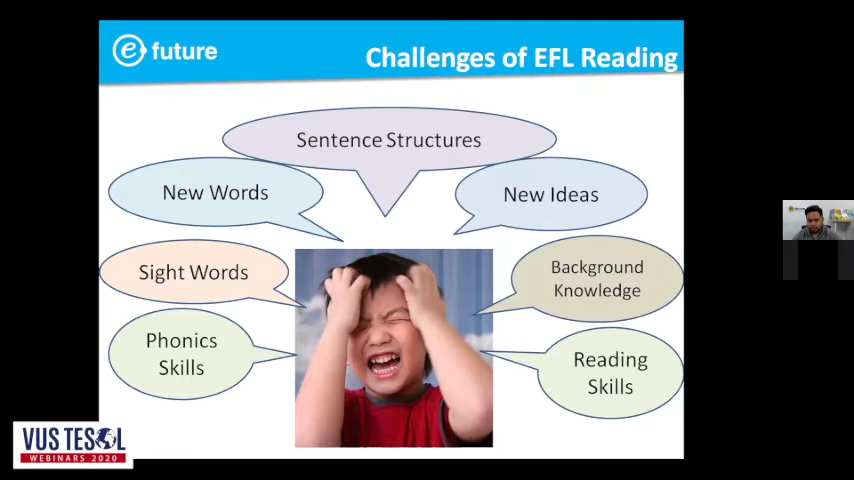 e future
Challenges of EFL Reading
Sentence Structures
New Words
New Ideas
Sight Words
Background
Knowledge
Phonics
Skills
Reading
Skills
VUS TESOL
WEBINARS 2020